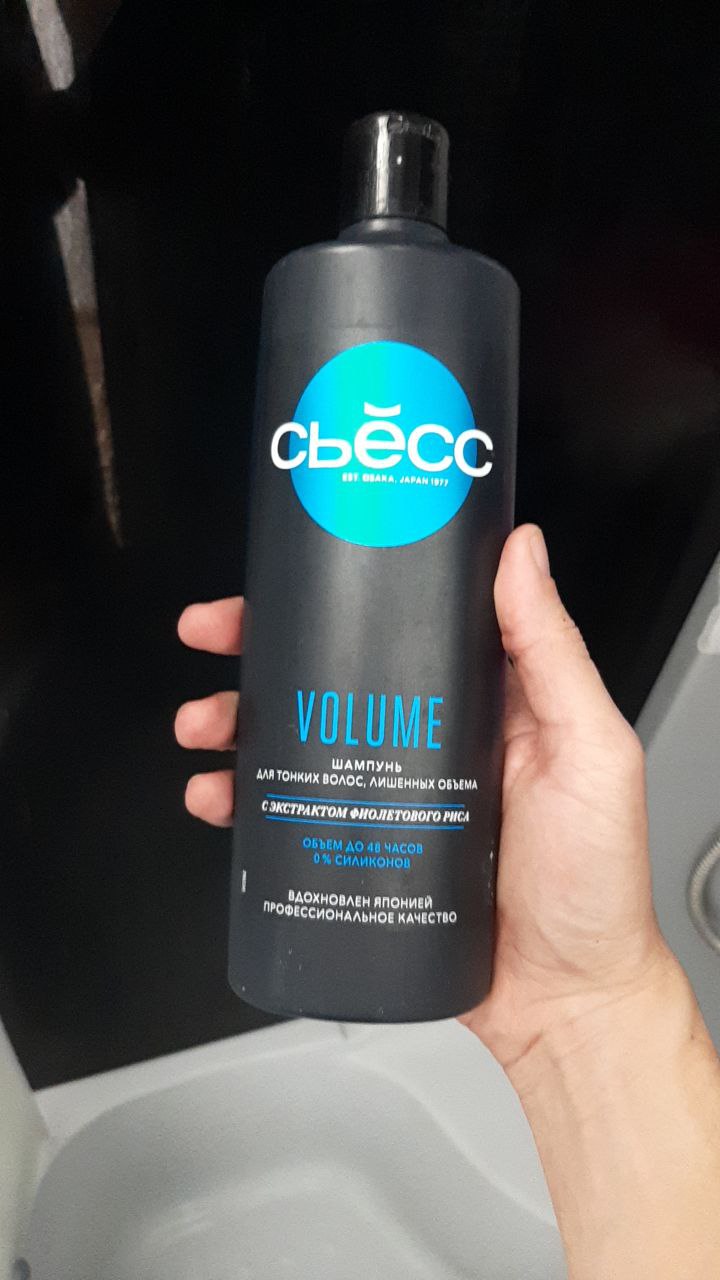 сьĕсс
EST. OSAKA, JAPAN 1977
VOLUME
ШАМПУНЬ
ДЛЯ ТОНКИХ ВОЛОС, ЛИШЕННЫХ ОБЪЕМА
С ЭКСТРАКТОМ ФИОЛЕТОВОГО РИСА
ОБЪЕМ ДО 48 ЧАСОВ
0% СИЛИКОНОВ
ВДОХНОВЛЕН ЯПОНИЕЙ
ПРОФЕССИОНАЛЬНОЕ КАЧЕСТВО